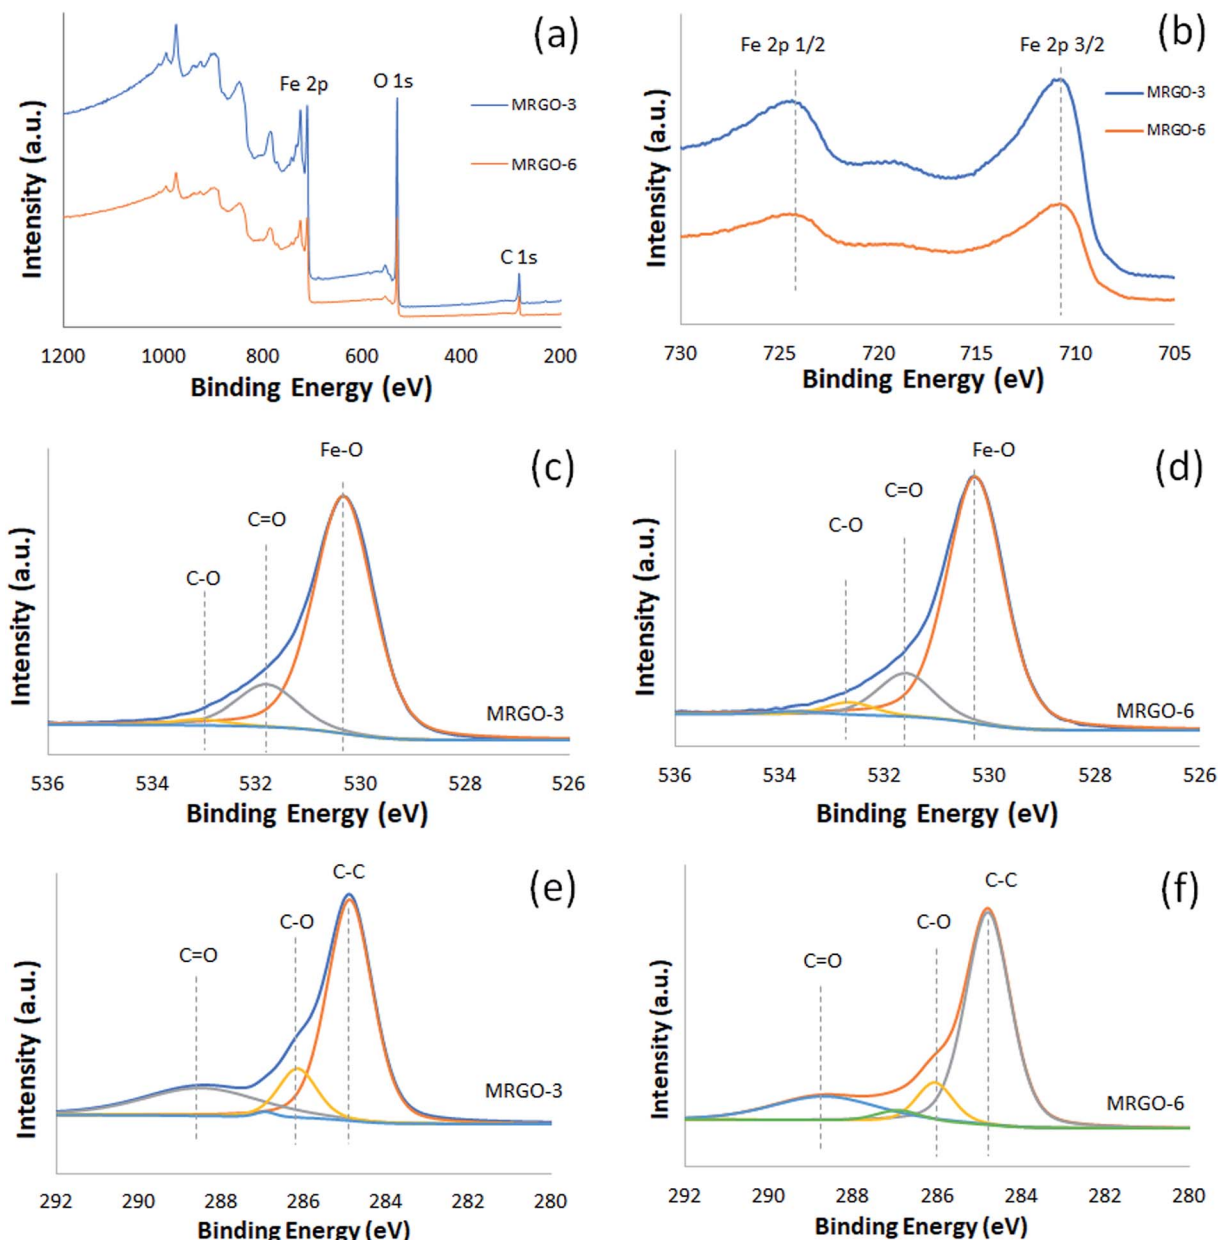 (a)
Fe 2p
O 1s
C 1s
MRGO-3
MRGO-6
Intensity (a.u.)
1200 1000 800 600 400 200
Binding Energy (eV)
(b)
Fe 2p 1/2
Fe 2p 3/2
MRGO-3
MRGO-6
Intensity (a.u.)
730 725 720 715 710 705
Binding Energy (eV)
(c)
Fe-O
C=O
C-O
MRGO-3
Intensity (a.u.)
536 534 532 530 528 526
Binding Energy (eV)
(d)
Fe-O
C=O
C-O
MRGO-6
Intensity (a.u.)
536 534 532 530 528 526
Binding Energy (eV)
(e)
C-C
C-O
C=O
MRGO-3
Intensity (a.u.)
292 290 288 286 284 282 280
Binding Energy (eV)
(f)
C-C
C-O
C=O
MRGO-6
Intensity (a.u.)
292 290 288 286 284 282 280
Binding Energy (eV)